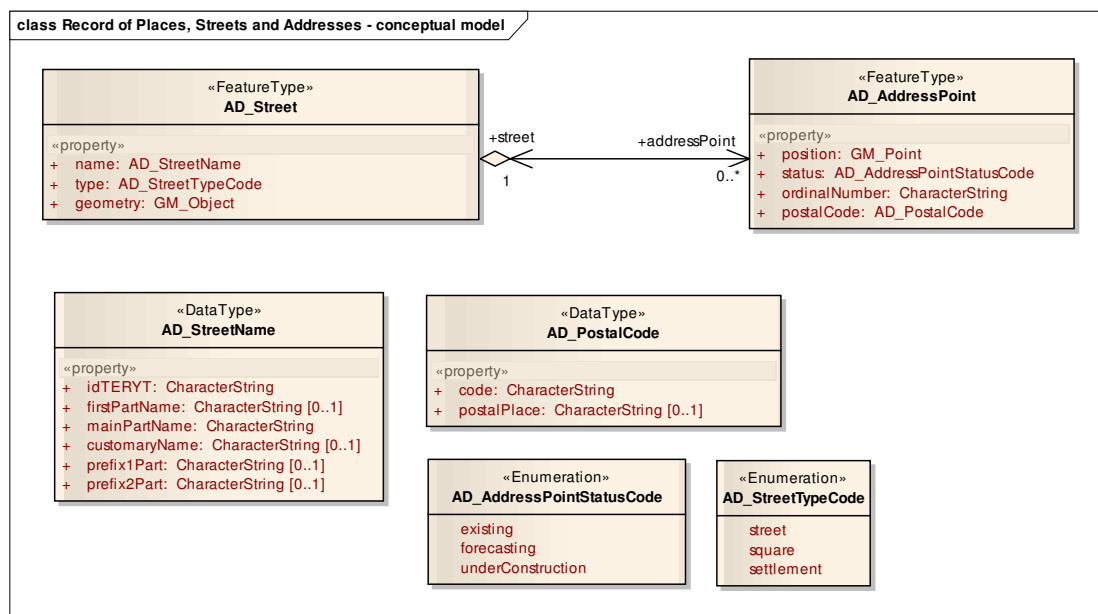 class Record of Places, Streets and Addresses - conceptual model
«FeatureType»
AD_Street
«property»
+ name: AD_StreetName
+ type: AD_StreetTypeCode
+ geometry: GM_Object
+street
1
+addressPoint
0..*
«FeatureType»
AD_AddressPoint
«property»
+ position: GM_Point
+ status: AD_AddressPointStatusCode
+ ordinalNumber: CharacterString
+ postalCode: AD_PostalCode
«DataType»
AD_StreetName
«property»
+ idTERYT: CharacterString
+ firstPartName: CharacterString [0..1]
+ mainPartName: CharacterString
+ customaryName: CharacterString [0..1]
+ prefix1Part: CharacterString [0..1]
+ prefix2Part: CharacterString [0..1]
«DataType»
AD_PostalCode
«property»
+ code: CharacterString
+ postalPlace: CharacterString [0..1]
«Enumeration»
AD_AddressPointStatusCode
existing
forecasting
underConstruction
«Enumeration»
AD_StreetTypeCode
street
square
settlement